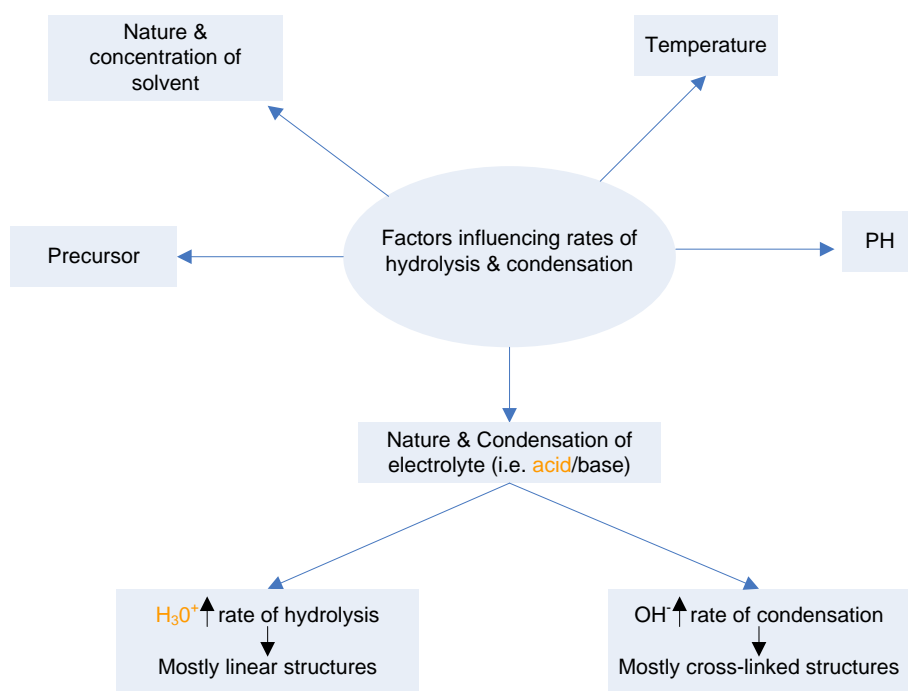 Nature &
concentration of
solvent
Temperature
Factors influencing rates of
hydrolysis & condensation
Precursor
PH
Nature & Condensation of
electrolyte (i.e. acid/base)
H₃0⁺ rate of hydrolysis
Mostly linear structures
OH⁻ rate of condensation
Mostly cross-linked structures